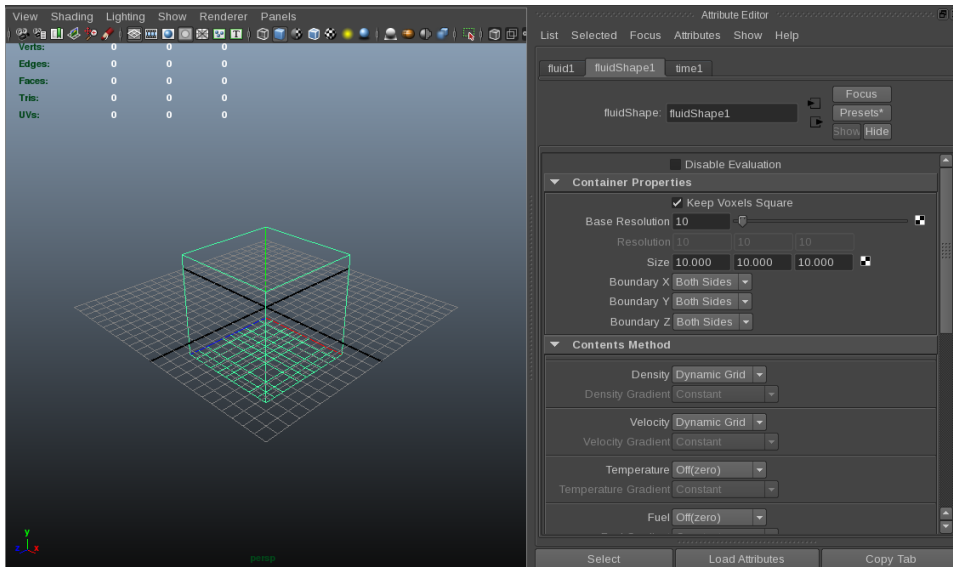 View Shading Lighting Show Renderer Panels
Verts: 0 0 0
Edges: 0 0 0
Faces: 0 0 0
Tris: 0 0 0
UVs: 0 0 0
y
z x
persp
Attribute Editor
List Selected Focus Attributes Show Help
fluid1 fluidShape1 time1
Focus
fluidShape: fluidShape1 Presets*
Show Hide
Disable Evaluation
Container Properties
Keep Voxels Square
Base Resolution 10
Resolution 10 10 10
Size 10.000 10.000 10.000
Boundary X Both Sides
Boundary Y Both Sides
Boundary Z Both Sides
Contents Method
Density Dynamic Grid
Density Gradient Constant
Velocity Dynamic Grid
Velocity Gradient Constant
Temperature Off(zero)
Temperature Gradient Constant
Fuel Off(zero)
Select Load Attributes Copy Tab